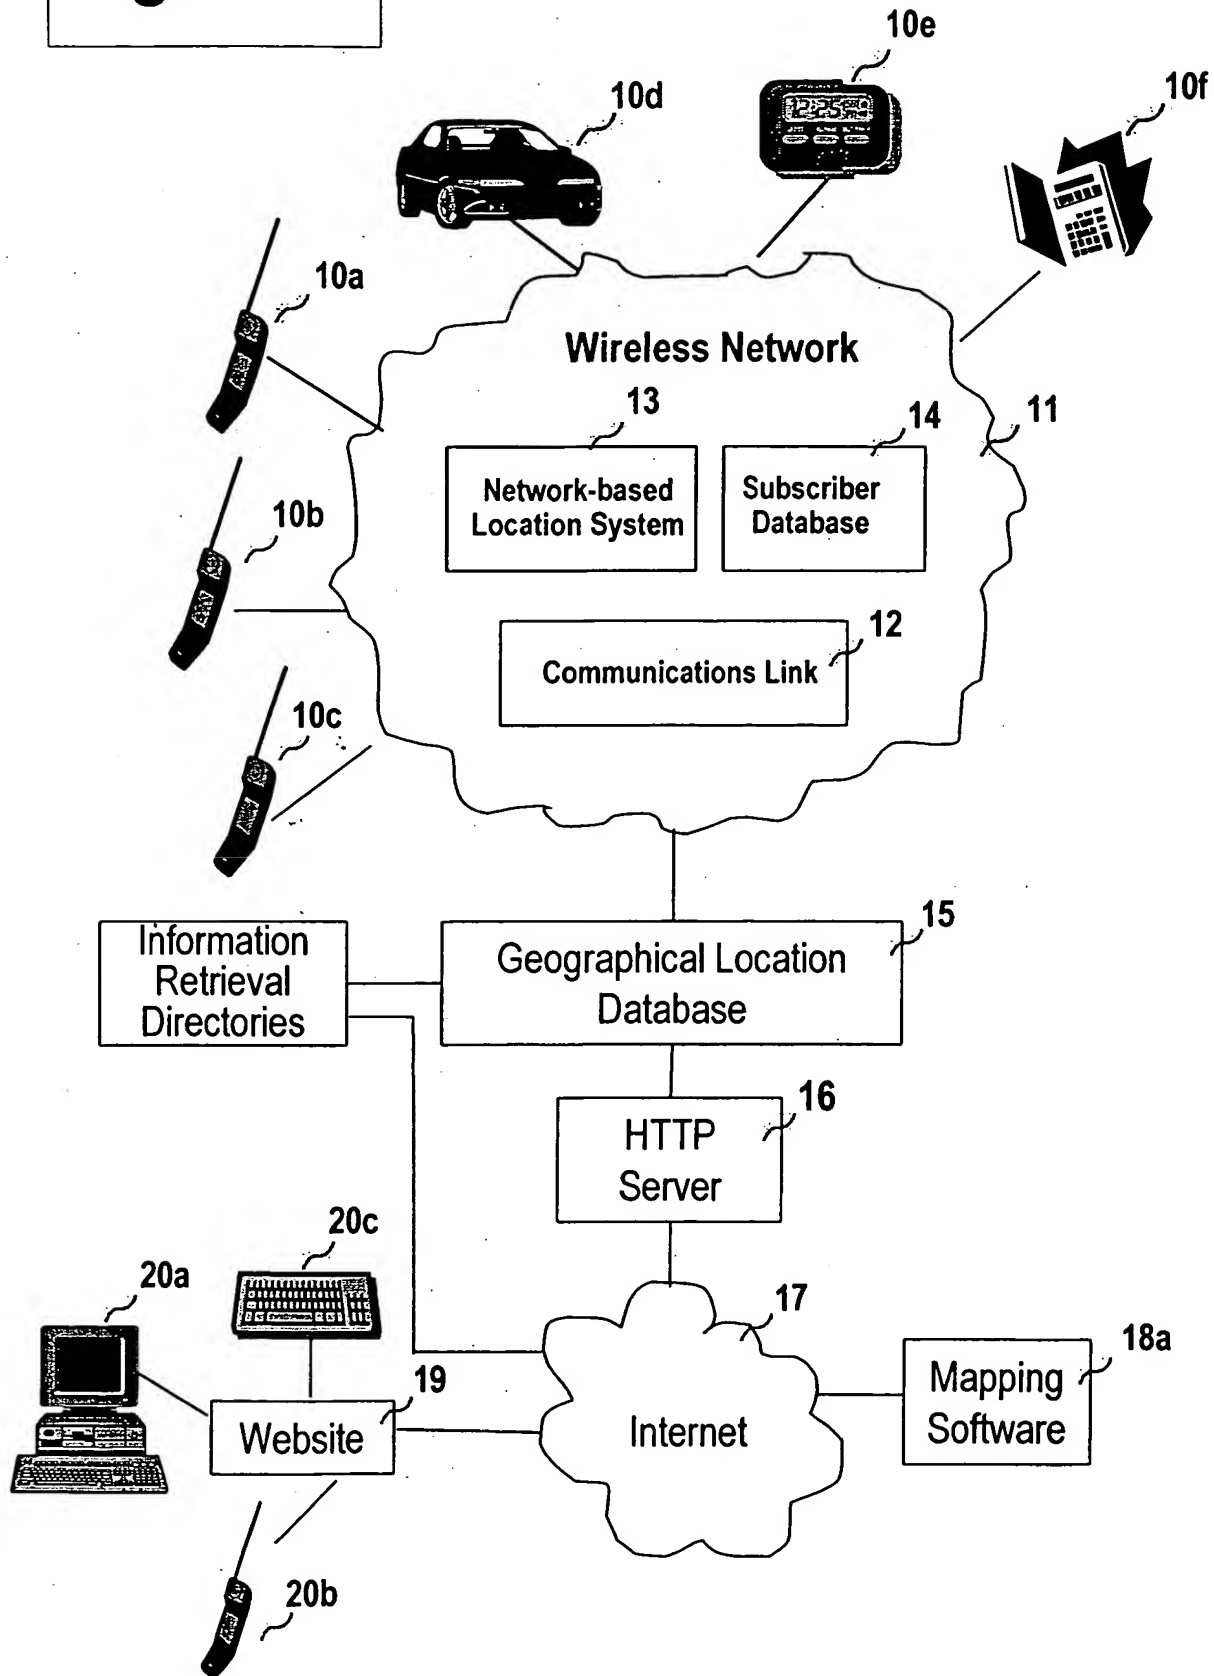 10e
10d
10f
12:25
10a
Wireless Network
13
14
11
Network-based
Location System
Subscriber
Database
10b
12
Communications Link
10c
15
Information
Retrieval
Directories
Geographical Location
Database
16
HTTP
Server
20c
20a
17
18a
19
Mapping
Software
Website
Internet
20b